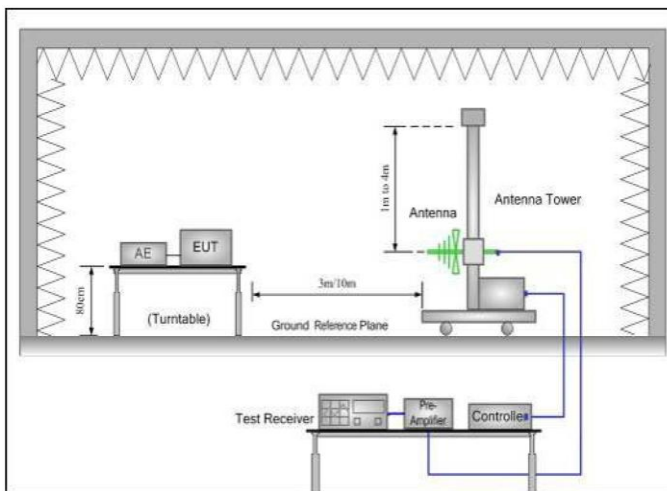 1m to 4m
Antenna
Antenna Tower
AE
EUT
80cm
3m/10m
(Turntable)
Ground Reference Plane
Test Receiver
Pre-
Amplifier
Controlle